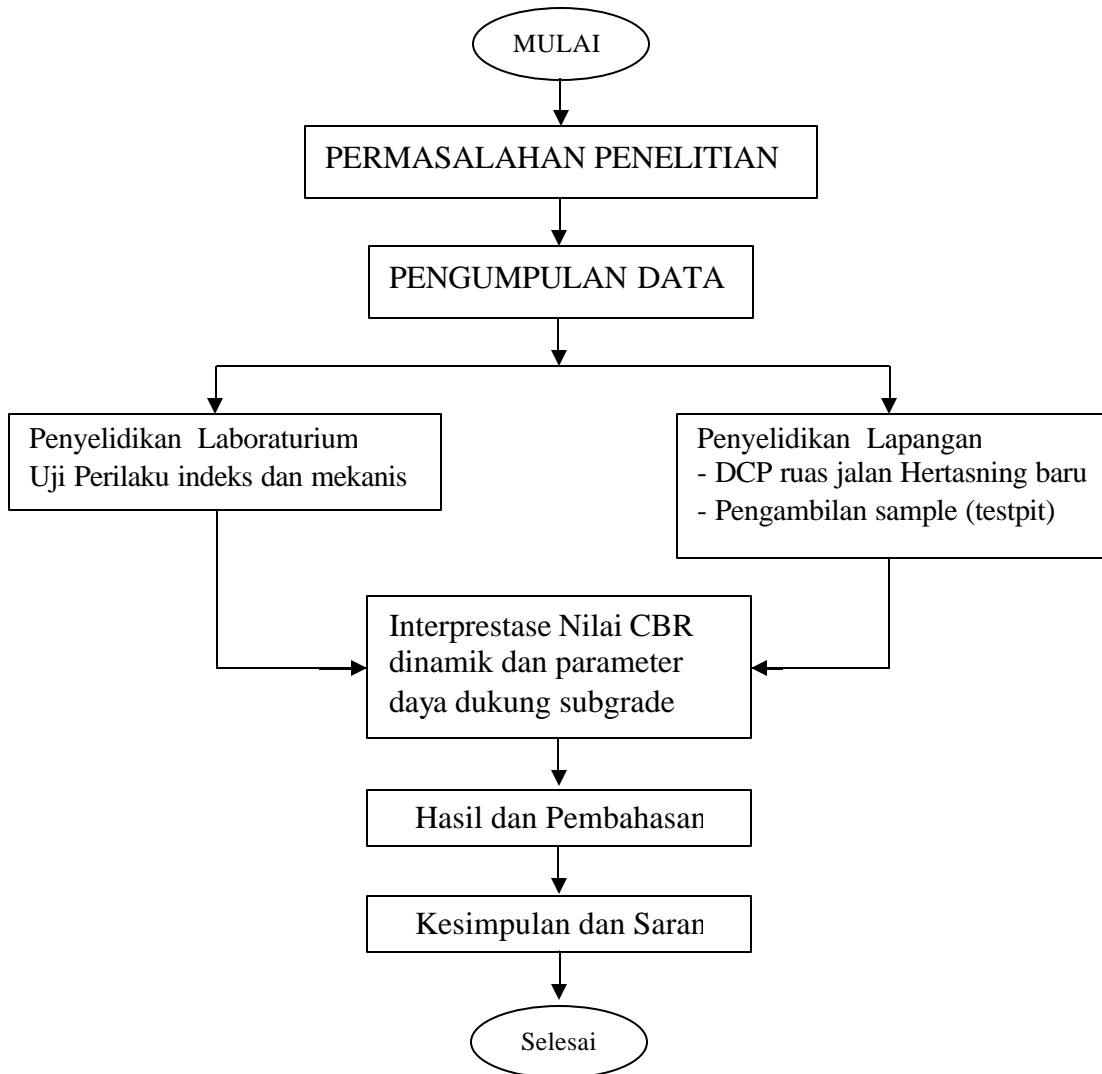 MULAI
PERMASALAHAN PENELITIAN
PENGUMPULAN DATA
Penyelidikan Laboraturium
Uji Perilaku indeks dan mekanis
Penyelidikan Lapangan
- DCP ruas jalan Hertasning baru
- Pengambilan sample (testpit)
Interprestase Nilai CBR
dinamik dan parameter
daya dukung subgrade
Hasil dan Pembahasan
Kesimpulan dan Saran
Selesai